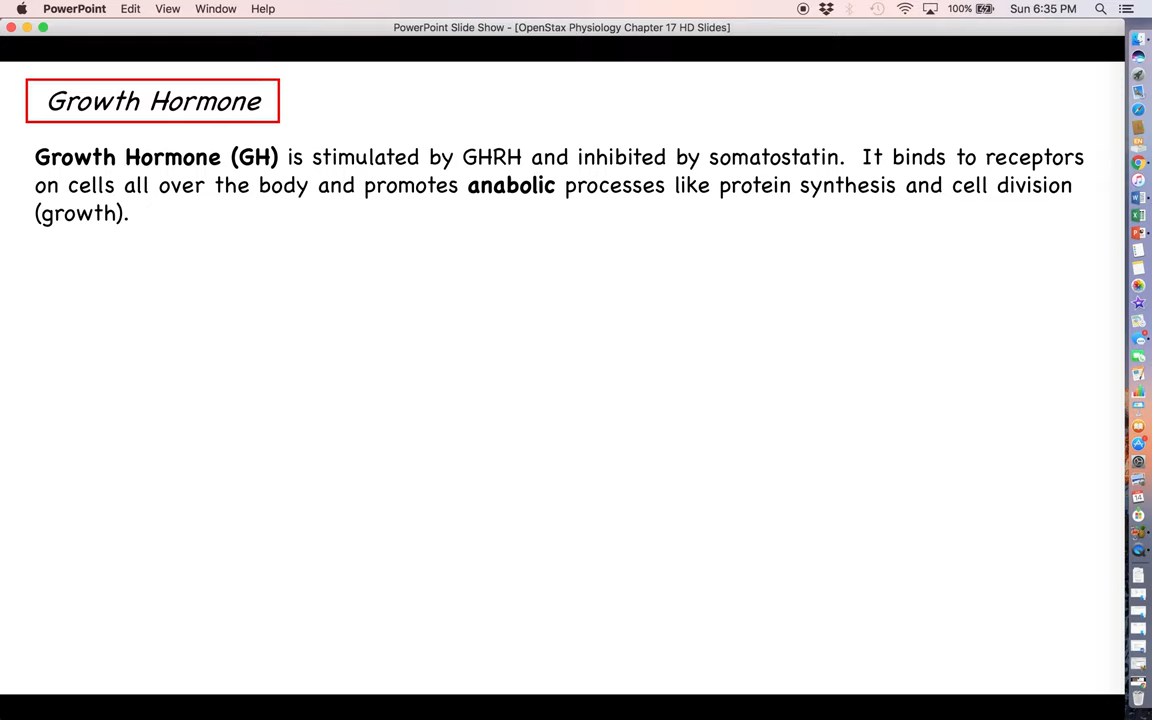 PowerPoint Edit View Window Help 100% Sun 6:35 PM
PowerPoint Slide Show - [OpenStax Physiology Chapter 17 HD Slides]
Growth Hormone
Growth Hormone (GH) is stimulated by GHRH and inhibited by somatostatin. It binds to receptors
on cells all over the body and promotes anabolic processes like protein synthesis and cell division
(growth).